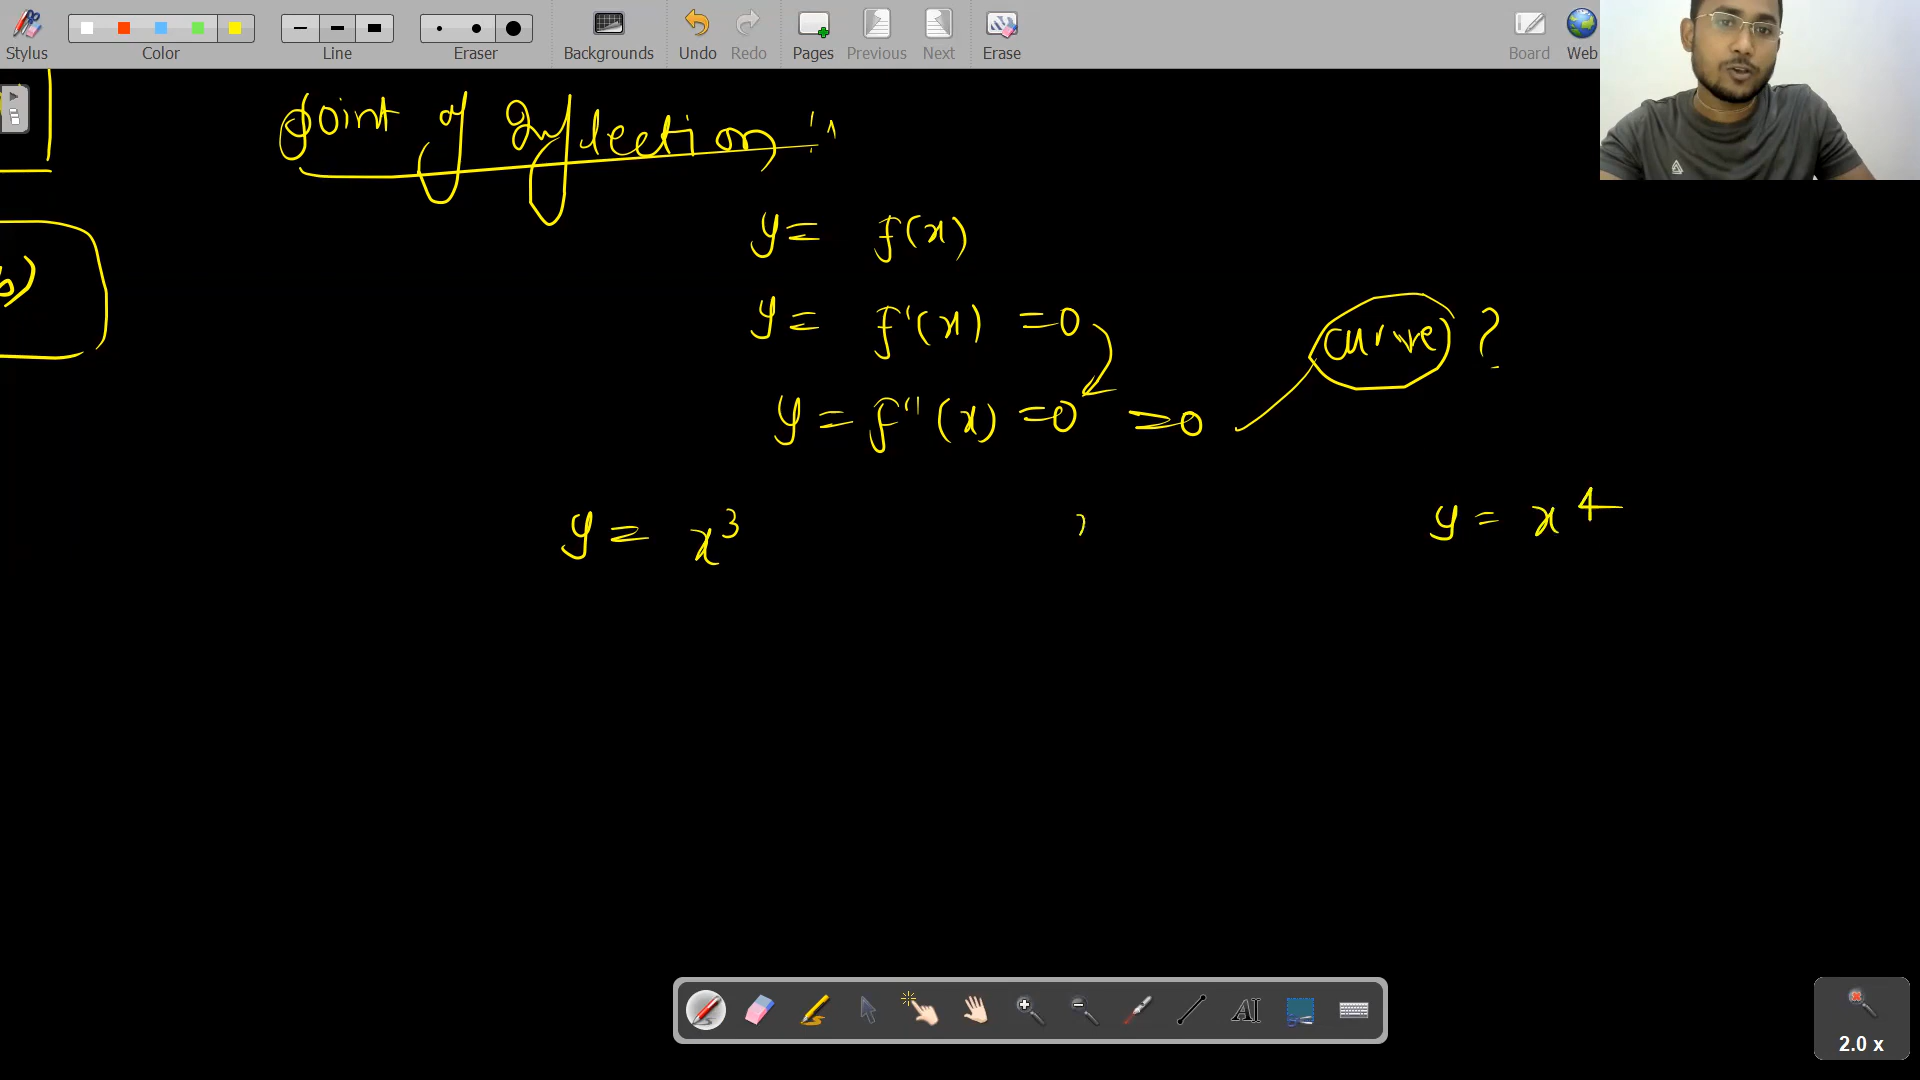 Stylus
Color
Line
Eraser
Backgrounds
Undo
Redo
Pages
Previous
Next
Erase
Board
Web
point of Inflection :-
y = f(x)
y = f'(x) =0
curve ?
y = f''(x) =0 =0
b)
y = x³ , y = x⁴
2.0 x